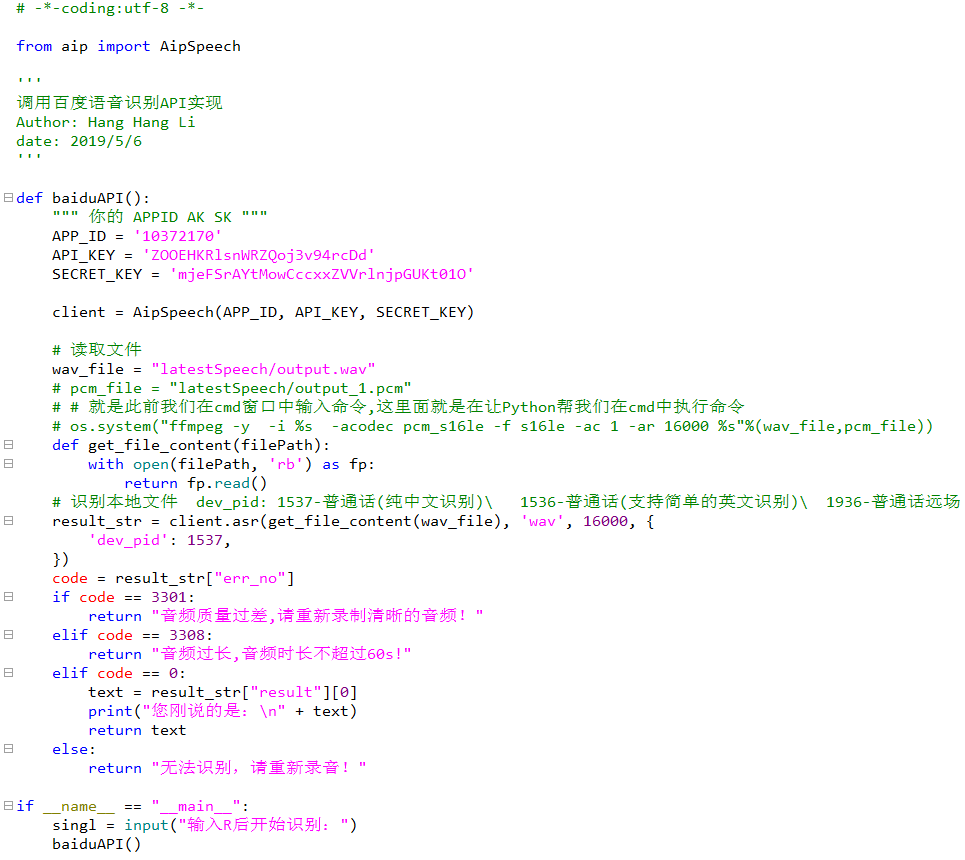 # -*-coding:utf-8 -*-
from aip import AipSpeech
'''
调用百度语音识别API实现
Author: Hang Hang Li
date: 2019/5/6
'''
def baiduAPI():
    """ 你的 APPID AK SK """
    APP_ID = '10372170'
    API_KEY = 'ZOOEHKRlsnWRZQoj3v94rcDd'
    SECRET_KEY = 'mjeFSrAYtMowCccxxZVVrlnjpGUKt01O'
    client = AipSpeech(APP_ID, API_KEY, SECRET_KEY)
    # 读取文件
    wav_file = "latestSpeech/output.wav"
    # pcm_file = "latestSpeech/output_1.pcm"
    # # 就是此前我们在cmd窗口中输入命令,这里面就是在让Python帮我们在cmd中执行命令
    # os.system("ffmpeg -y  -i %s  -acodec pcm_s16le -f s16le -ac 1 -ar 16000 %s"%(wav_file,pcm_file))
    def get_file_content(filePath):
        with open(filePath, 'rb') as fp:
            return fp.read()
    # 识别本地文件  dev_pid: 1537-普通话(纯中文识别)\   1536-普通话(支持简单的英文识别)\  1936-普通话远场
    result_str = client.asr(get_file_content(wav_file), 'wav', 16000, {
        'dev_pid': 1537,
    })
    code = result_str["err_no"]
    if code == 3301:
        return "音频质量过差,请重新录制清晰的音频！"
    elif code == 3308:
        return "音频过长,音频时长不超过60s!"
    elif code == 0:
        text = result_str["result"][0]
        print("您刚说的是：\n" + text)
        return text
    else:
        return "无法识别，请重新录音！"
if __name__ == "__main__":
    singl = input("输入R后开始识别：")
    baiduAPI()